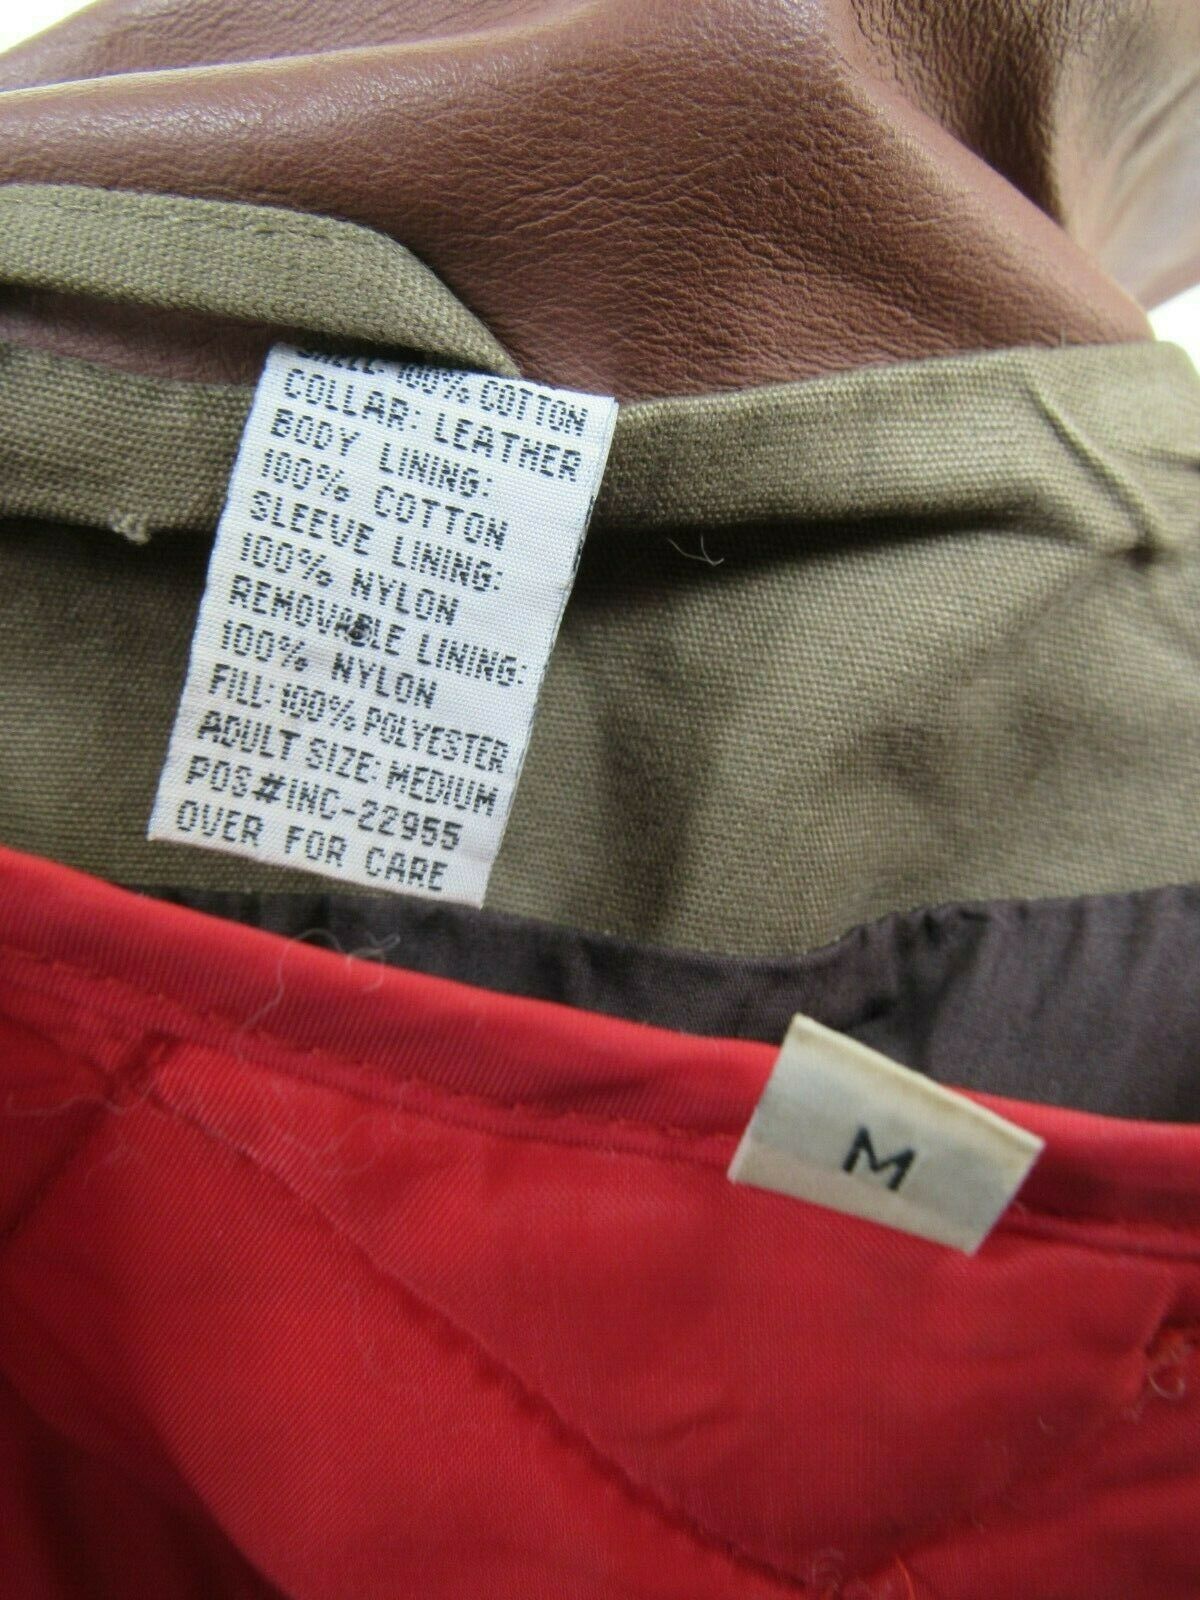 SHELL: 100% COTTON
COLLAR: LEATHER
BODY LINING:
100% COTTON
SLEEVE LINING:
100% NYLON
REMOVABLE LINING:
100% NYLON
FILL: 100% POLYESTER
ADULT SIZE: MEDIUM
POS#INC-22955
OVER FOR CARE
M